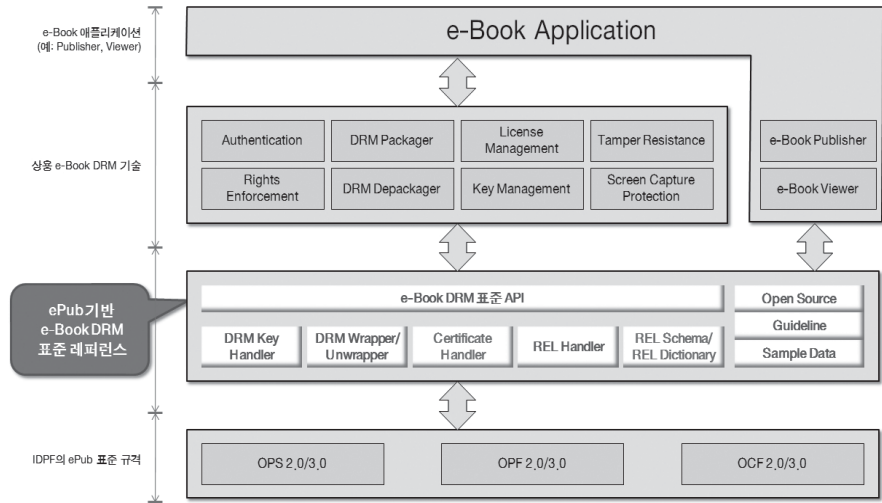 e-Book 애플리케이션
(예: Publisher, Viewer)
e-Book Application
상용 e-Book DRM 기술
Authentication
DRM Packager
License
Management
Tamper Resistance
Rights
Enforcement
DRM Depackager
Key Management
Screen Capture
Protection
e-Book Publisher
e-Book Viewer
ePub기반
e-Book DRM
표준 레퍼런스
e-Book DRM 표준 API
DRM Key
Handler
DRM Wrapper/
Unwrapper
Certificate
Handler
REL Handler
REL Schema/
REL Dictionary
Open Source
Guideline
Sample Data
IDPF의 ePub 표준 규격
OPS 2.0/3.0
OPF 2.0/3.0
OCF 2.0/3.0